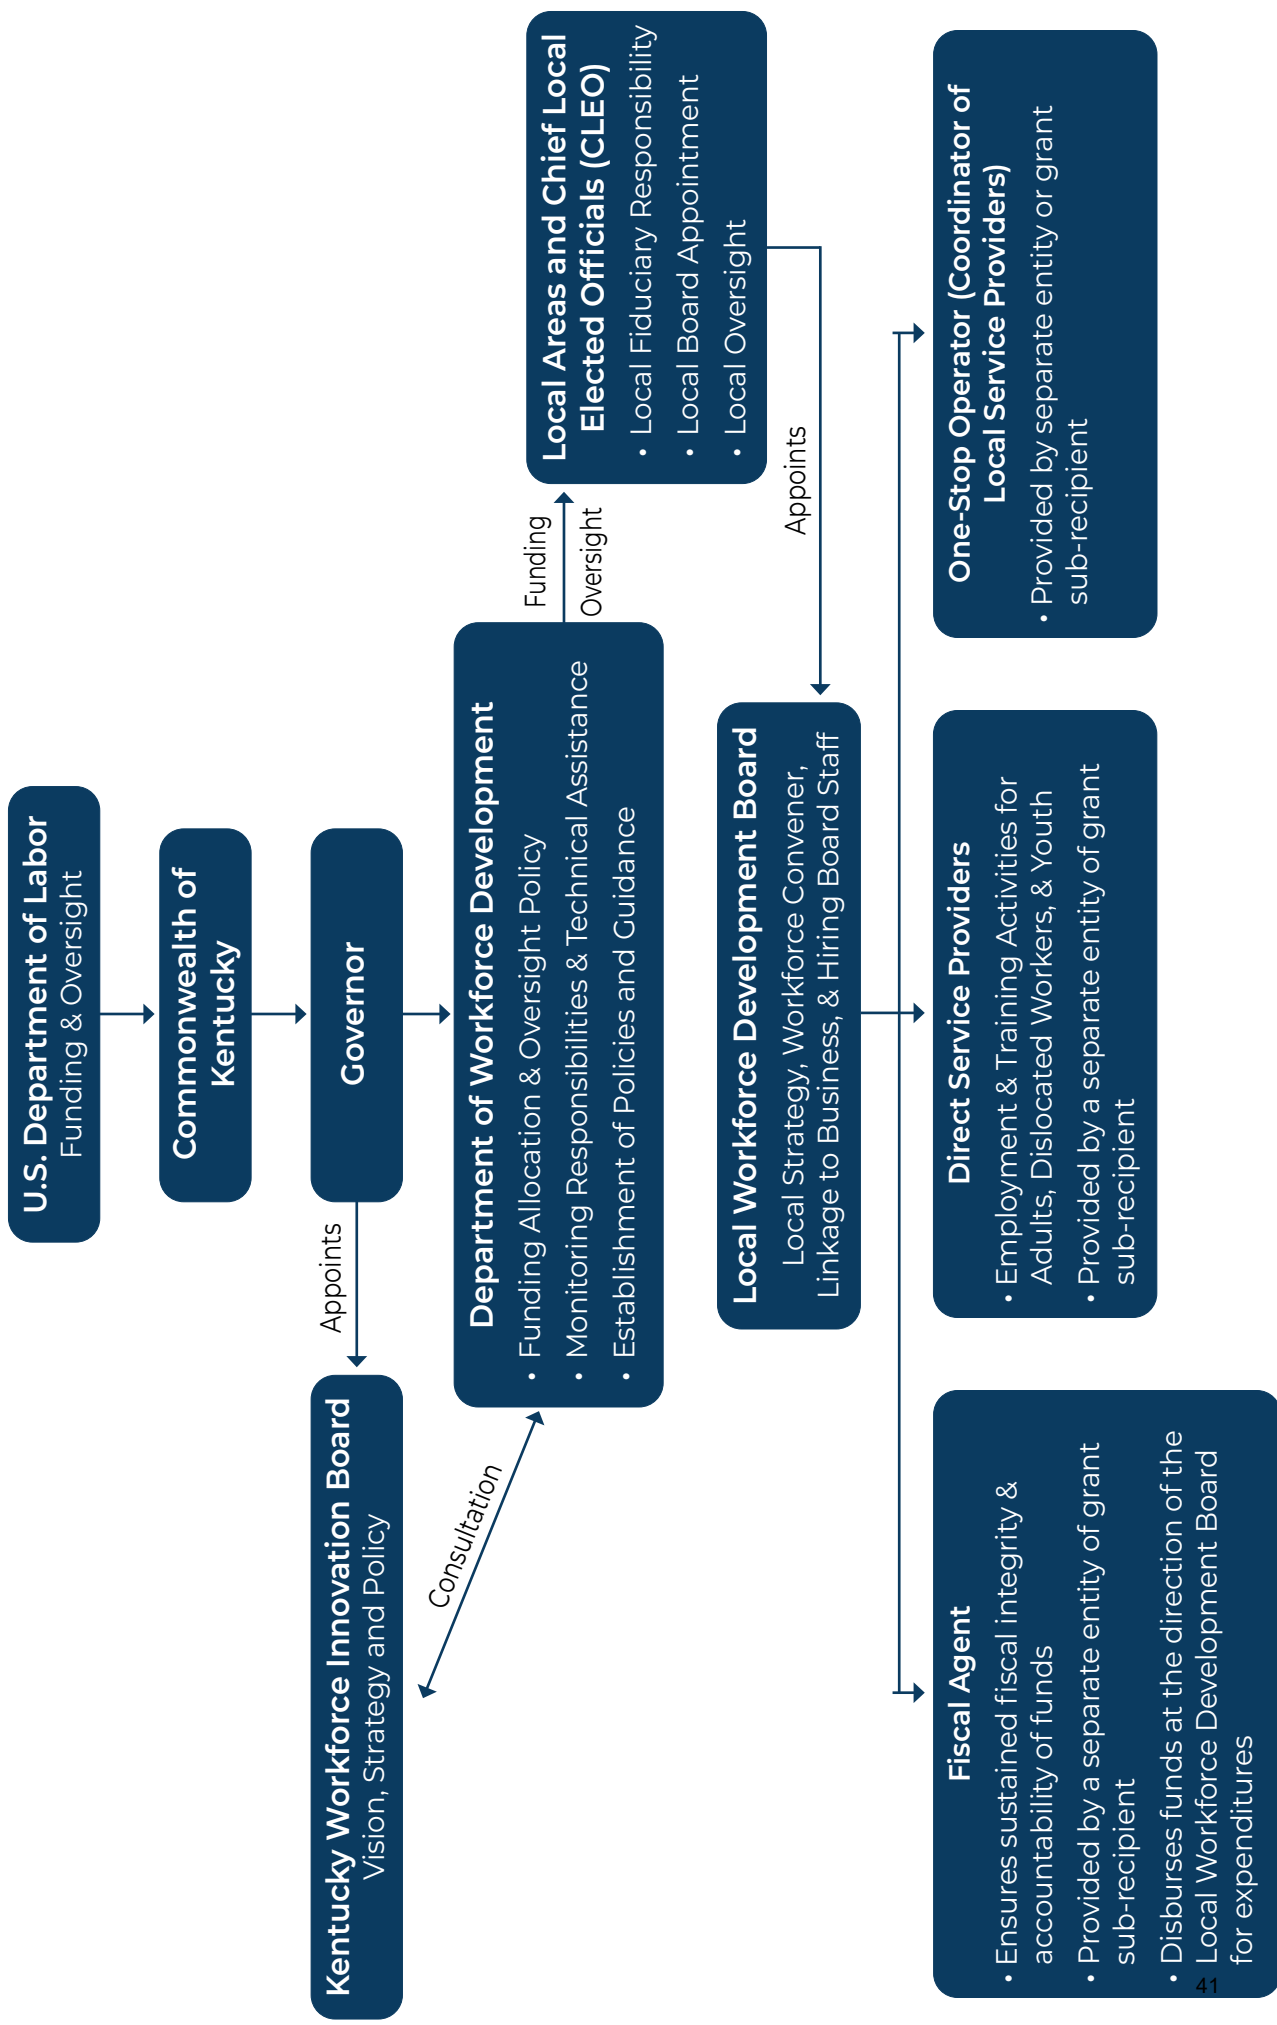 U.S. Department of Labor
Funding & Oversight
Commonwealth of
Kentucky
Governor
Appoints
Kentucky Workforce Innovation Board
Vision, Strategy and Policy
Consultation
Department of Workforce Development
• Funding Allocation & Oversight Policy
• Monitoring Responsibilities & Technical Assistance
• Establishment of Policies and Guidance
Funding
Oversight
Local Areas and Chief Local
Elected Officials (CLEO)
• Local Fiduciary Responsibility
• Local Board Appointment
• Local Oversight
Appoints
Local Workforce Development Board
Local Strategy, Workforce Convener,
Linkage to Business, & Hiring Board Staff
Fiscal Agent
• Ensures sustained fiscal integrity &
accountability of funds
• Provided by a separate entity of grant
sub-recipient
• Disburses funds at the direction of the
Local Workforce Development Board
for expenditures
Direct Service Providers
• Employment & Training Activities for
Adults, Dislocated Workers, & Youth
• Provided by a separate entity of grant
sub-recipient
One-Stop Operator (Coordinator of
Local Service Providers)
• Provided by separate entity or grant
sub-recipient
41